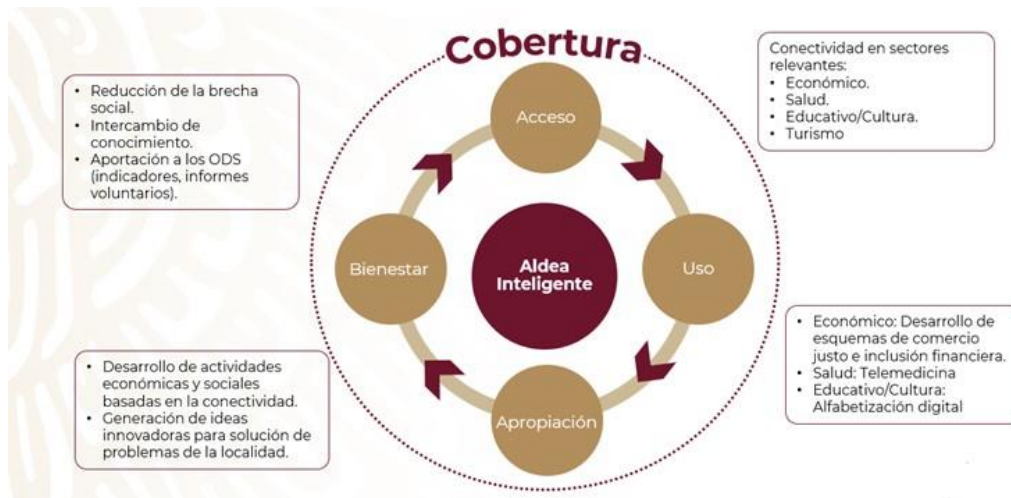 Cobertura
Acceso
Conectividad en sectores
relevantes:
• Económico.
• Salud.
• Educativo/Cultura.
• Turismo
Uso
• Económico: Desarrollo de
esquemas de comercio
justo e inclusión financiera.
• Salud: Telemedicina
• Educativo/Cultura:
Alfabetización digital
Apropiación
• Desarrollo de actividades
económicas y sociales
basadas en la conectividad.
• Generación de ideas
innovadoras para solución de
problemas de la localidad.
Bienestar
• Reducción de la brecha
social.
• Intercambio de
conocimiento.
• Aportación a los ODS
(indicadores, informes
voluntarios).
Aldea
Inteligente